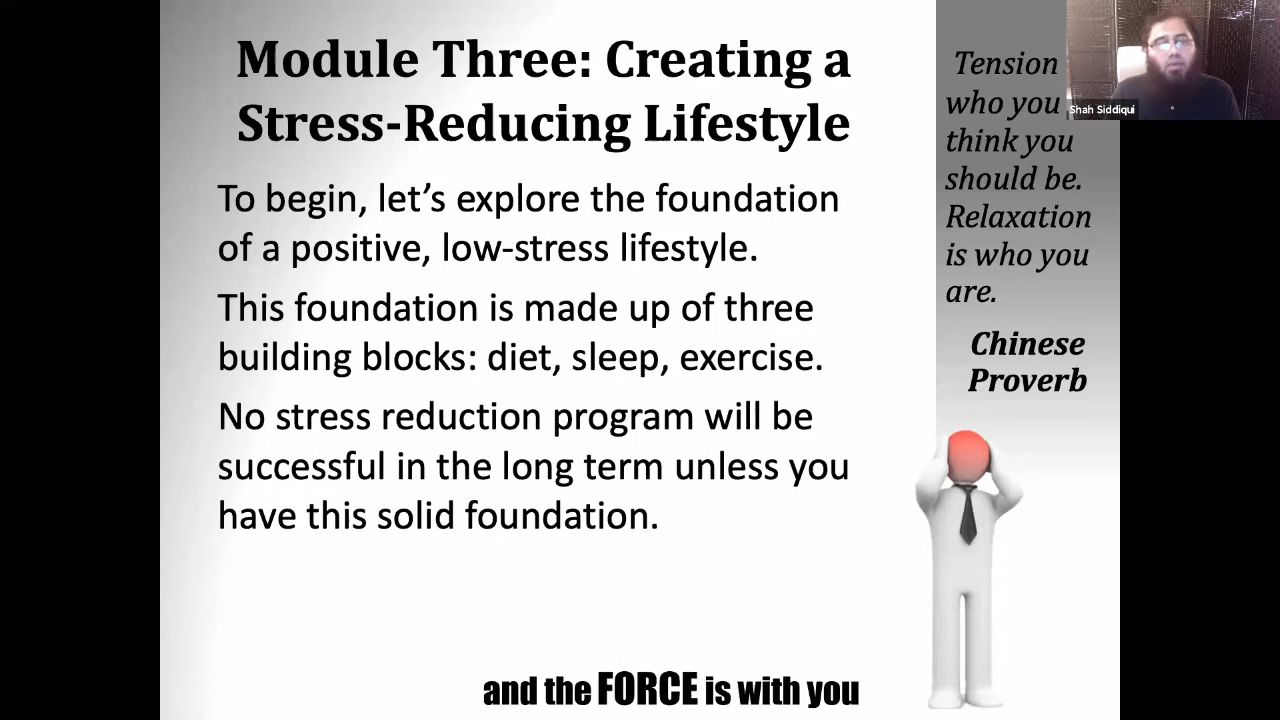 Module Three: Creating a
Stress-Reducing Lifestyle
To begin, let’s explore the foundation
of a positive, low-stress lifestyle.
This foundation is made up of three
building blocks: diet, sleep, exercise.
No stress reduction program will be
successful in the long term unless you
have this solid foundation.
Tension
who you
think you
should be.
Relaxation
is who you
are.
Chinese
Proverb
Shah Siddiqui
and the FORCE is with you